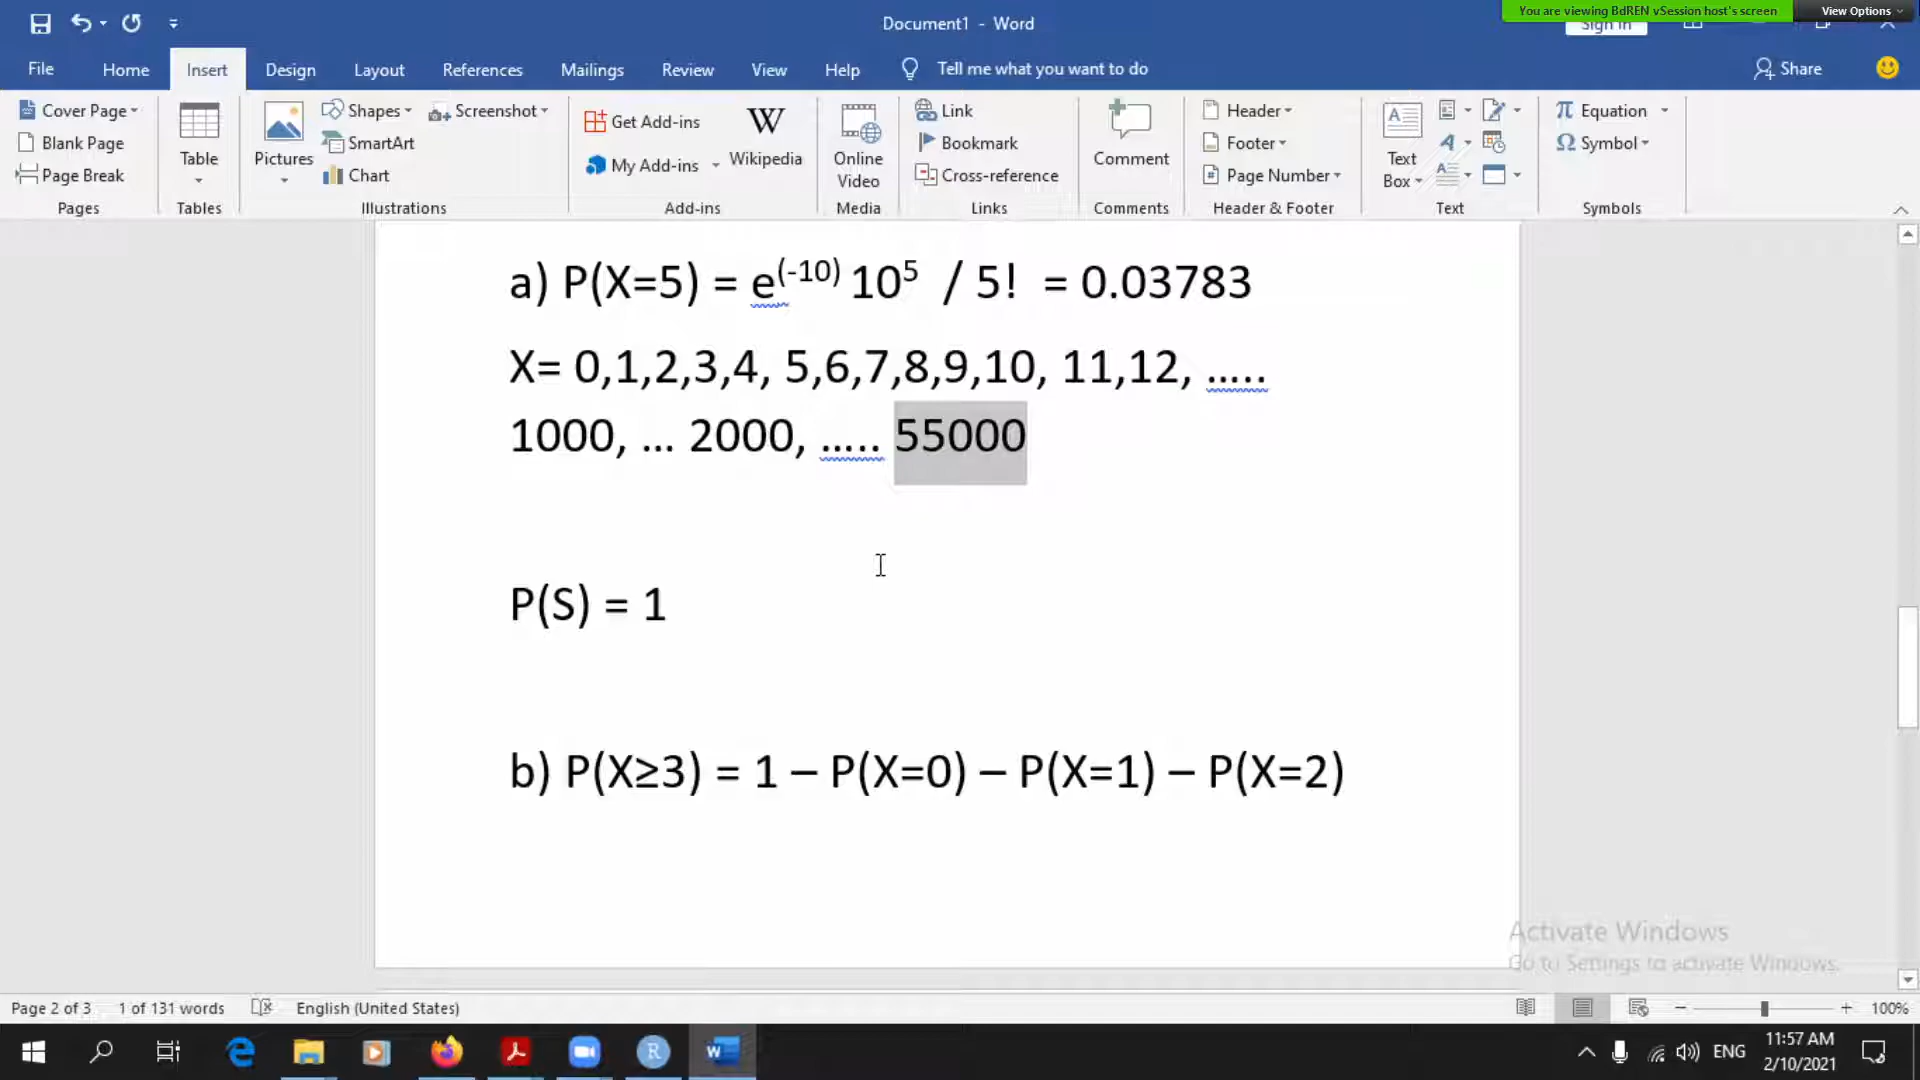 Document1 - Word
You are viewing BdREN vSession host's screen
View Options
Sign in
File
Home
Insert
Design
Layout
References
Mailings
Review
View
Help
Tell me what you want to do
Share
Cover Page
Blank Page
Page Break
Pages
Table
Tables
Pictures
Shapes
SmartArt
Chart
Screenshot
Illustrations
Get Add-ins
My Add-ins
Wikipedia
Add-ins
Online
Video
Media
Link
Bookmark
Cross-reference
Links
Comment
Comments
Header
Footer
Page Number
Header & Footer
Text
Box
Text
Equation
Symbol
Symbols
a) P(X=5) = e⁽⁻¹⁰⁾ 10⁵ / 5! = 0.03783
X= 0,1,2,3,4, 5,6,7,8,9,10, 11,12, …..
1000, … 2000, ….. 55000
P(S) = 1
b) P(X≥3) = 1 – P(X=0) – P(X=1) – P(X=2)
Activate Windows
Go to Settings to activate Windows.
Page 2 of 3
1 of 131 words
English (United States)
100%
ENG
11:57 AM
2/10/2021